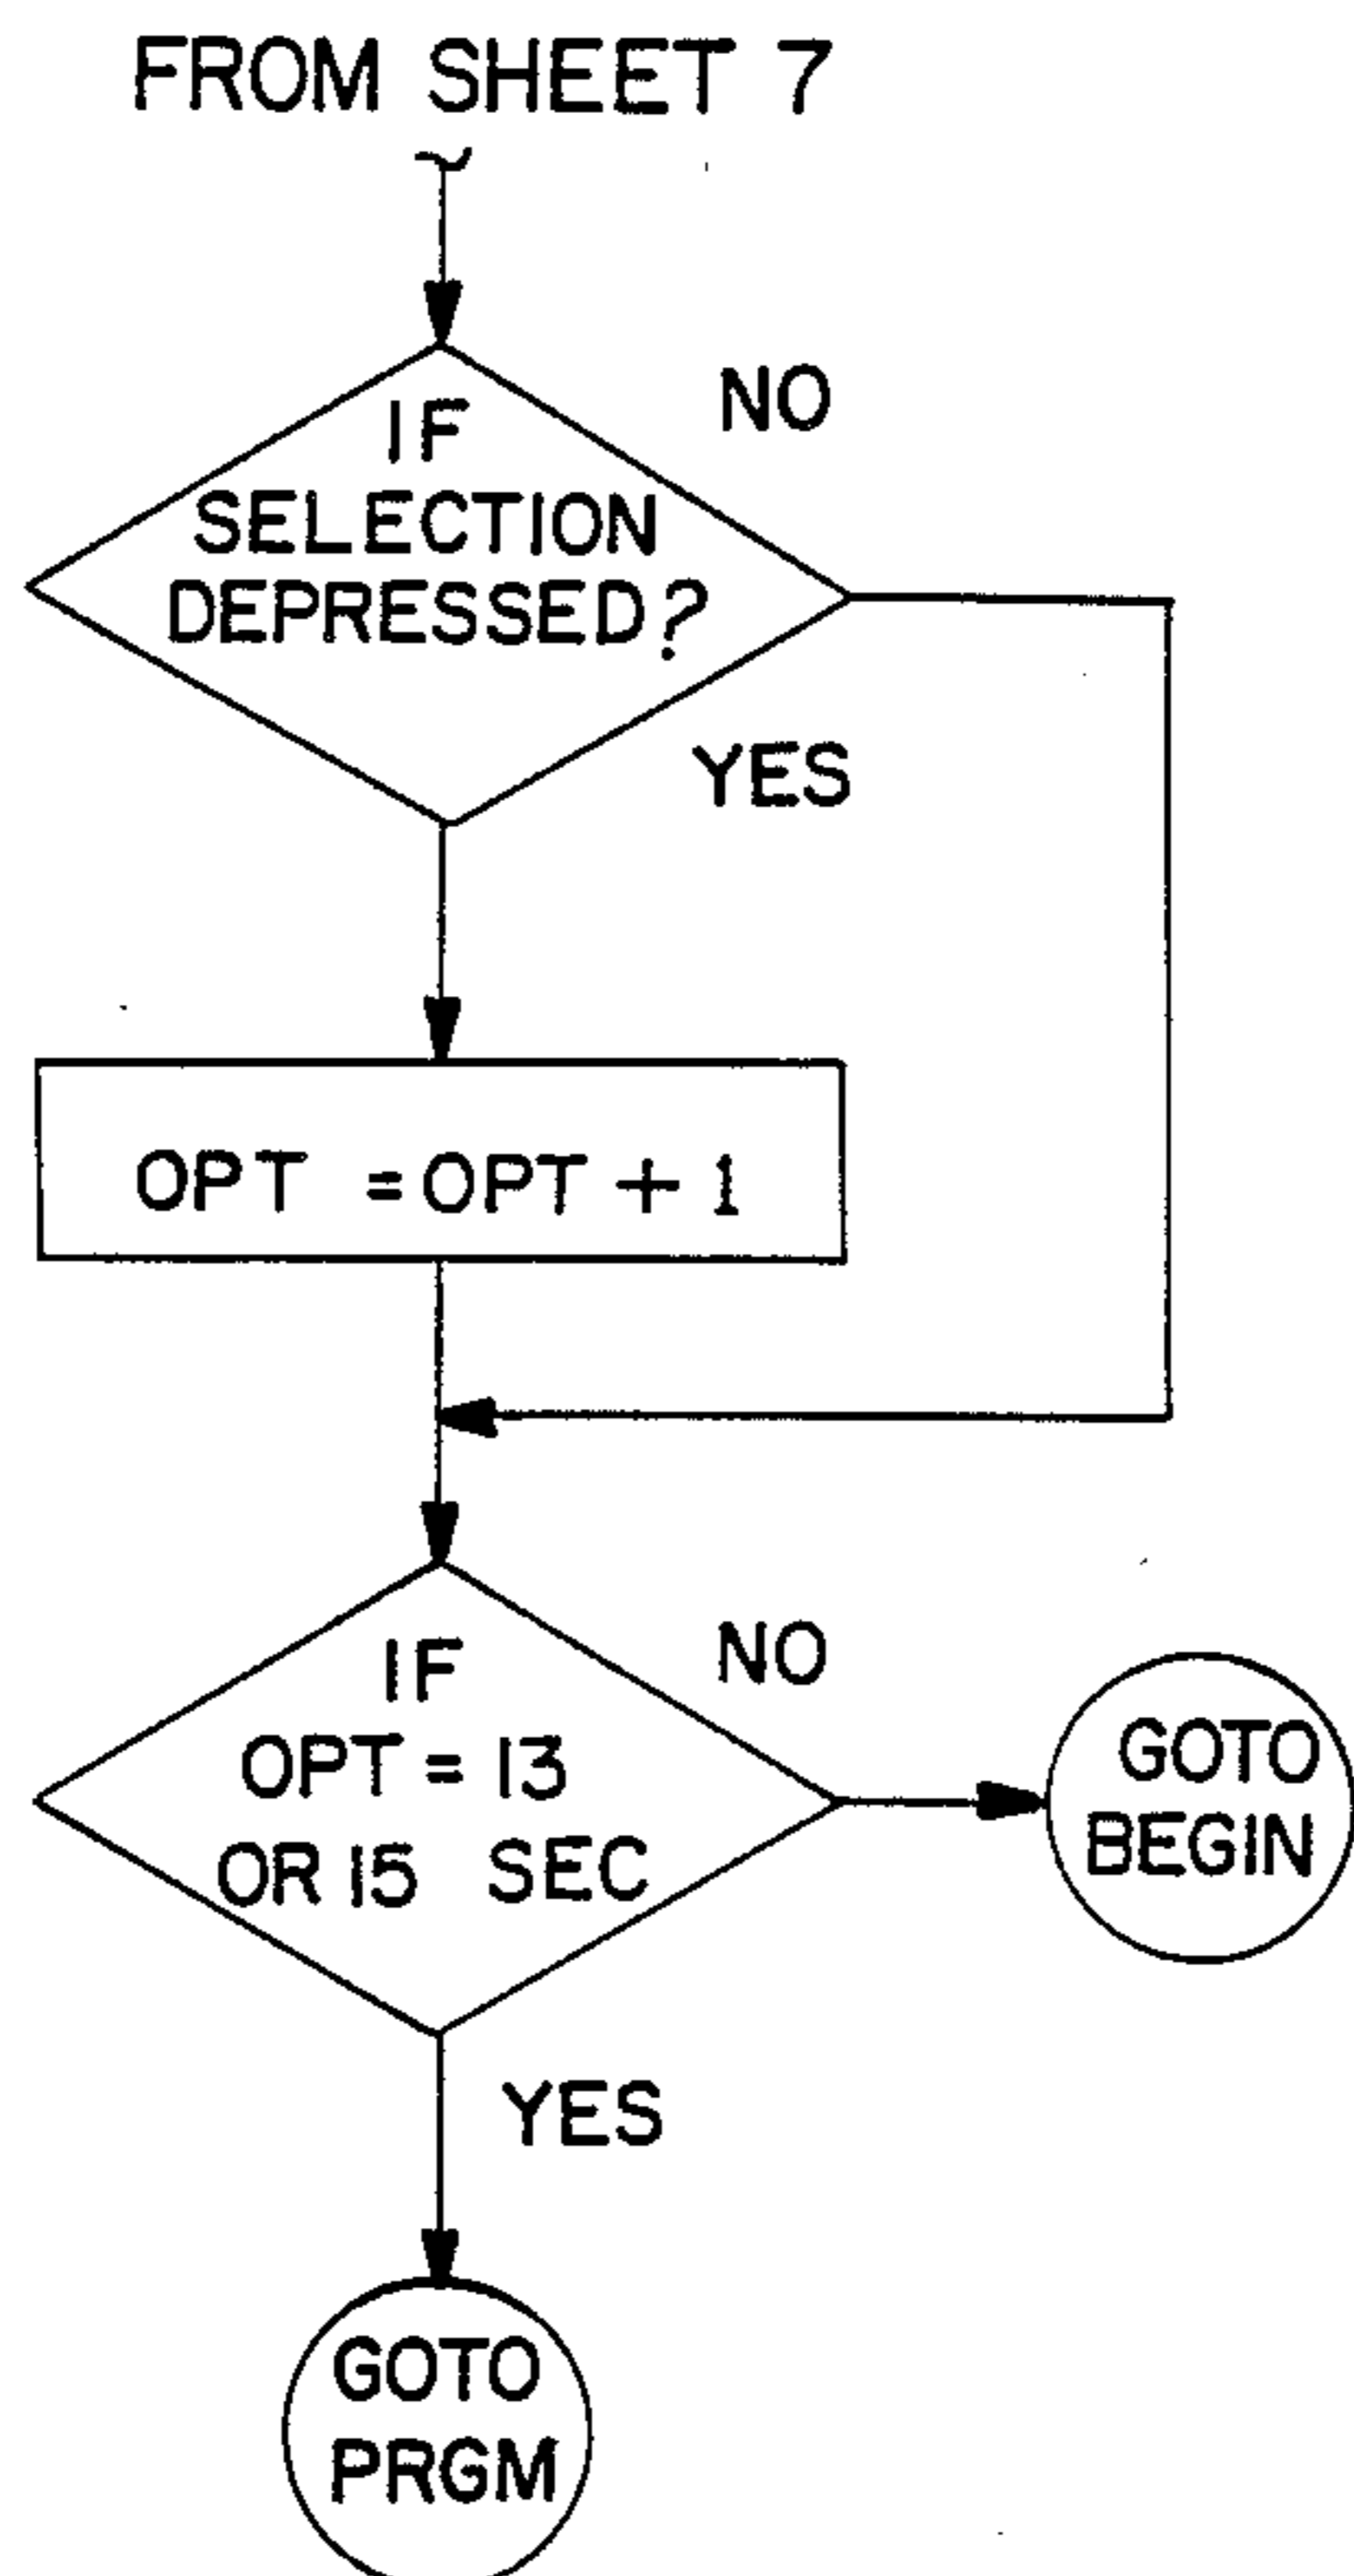 FROM SHEET 7
NO
IF
SELECTION
DEPRESSED?
YES
OPT = OPT + 1
IF
OPT = 13
OR 15 SEC
NO
GOTO
BEGIN
YES
GOTO
PRGM